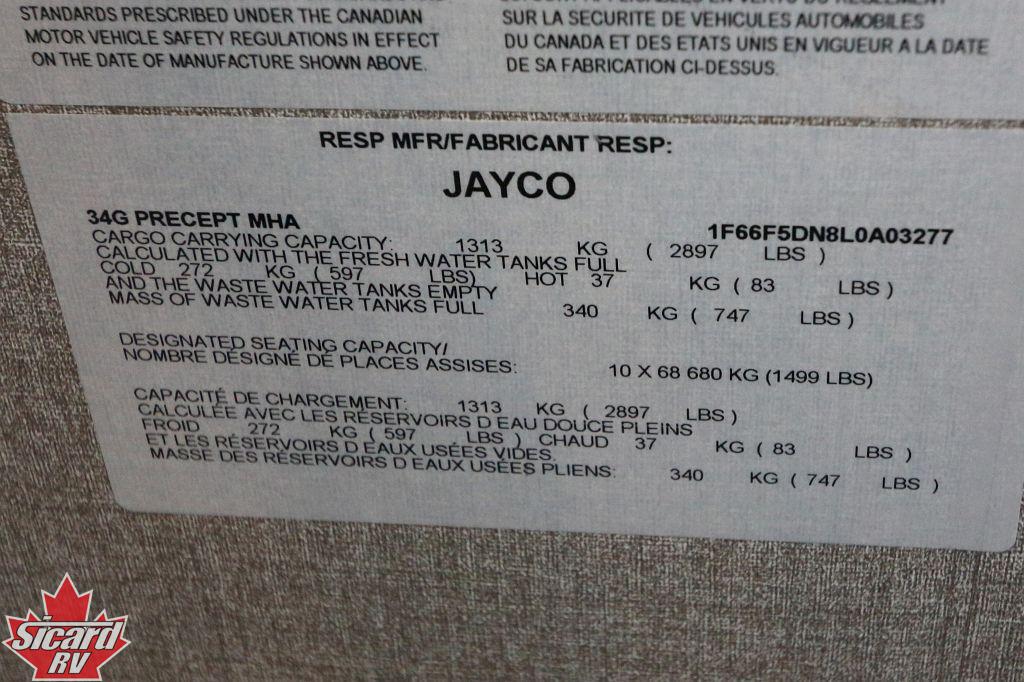 STANDARDS PRESCRIBED UNDER THE CANADIAN
MOTOR VEHICLE SAFETY REGULATIONS IN EFFECT
ON THE DATE OF MANUFACTURE SHOWN ABOVE.
SUR LA SECURITE DE VEHICULES AUTOMOBILES
DU CANADA ET DES ETATS UNIS EN VIGUEUR A LA DATE
DE SA FABRICATION CI-DESSUS.
RESP MFR/FABRICANT RESP:
JAYCO
34G PRECEPT MHA 1F66F5DN8L0A03277
CARGO CARRYING CAPACITY: 1313 KG ( 2897 LBS )
CALCULATED WITH THE FRESH WATER TANKS FULL
COLD 272 KG ( 597 LBS) HOT 37 KG ( 83 LBS )
AND THE WASTE WATER TANKS EMPTY
MASS OF WASTE WATER TANKS FULL 340 KG ( 747 LBS )
DESIGNATED SEATING CAPACITY/
NOMBRE DÉSIGNÉ DE PLACES ASSISES: 10 X 68 680 KG (1499 LBS)
CAPACITÉ DE CHARGEMENT: 1313 KG ( 2897 LBS )
CALCULÉE AVEC LES RÉSERVOIRS D EAU DOUCE PLEINS
FROID 272 KG ( 597 LBS ) CHAUD 37 KG ( 83 LBS )
ET LES RÉSERVOIRS D EAUX USÉES VIDES.
MASSE DES RÉSERVOIRS D EAUX USÉES PLIENS: 340 KG ( 747 LBS )
Sicard
RV